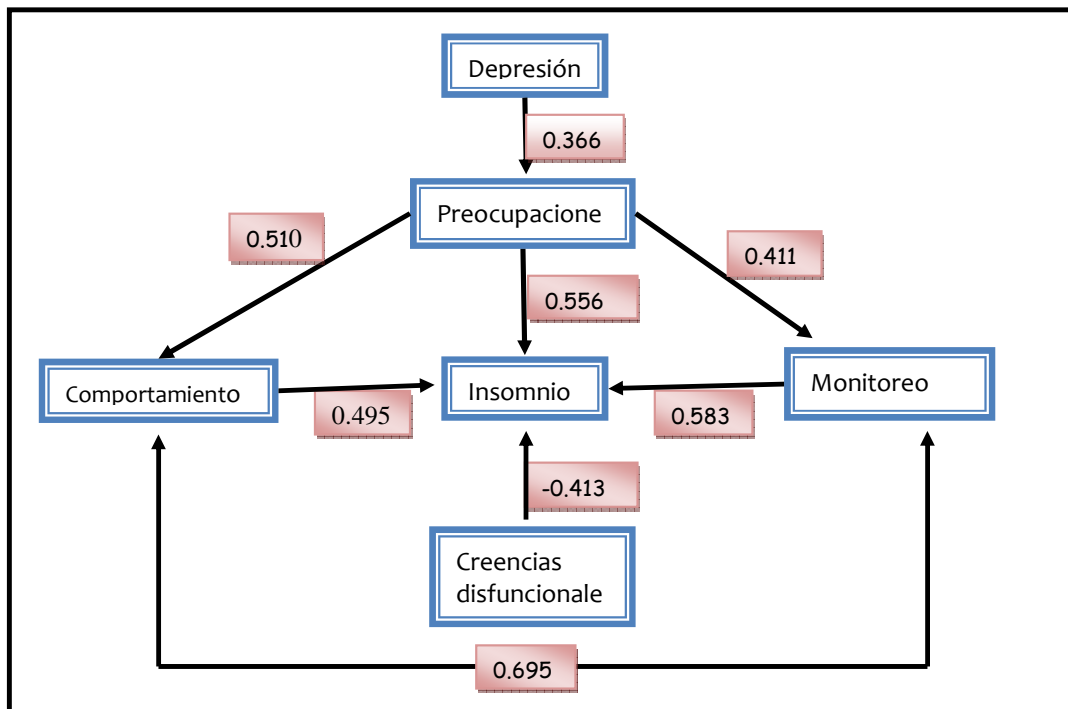 Depresión
0.366
Preocupacione
0.510
0.411
0.556
Comportamiento
Insomnio
Monitoreo
0.495
0.583
-0.413
Creencias
disfuncionale
0.695